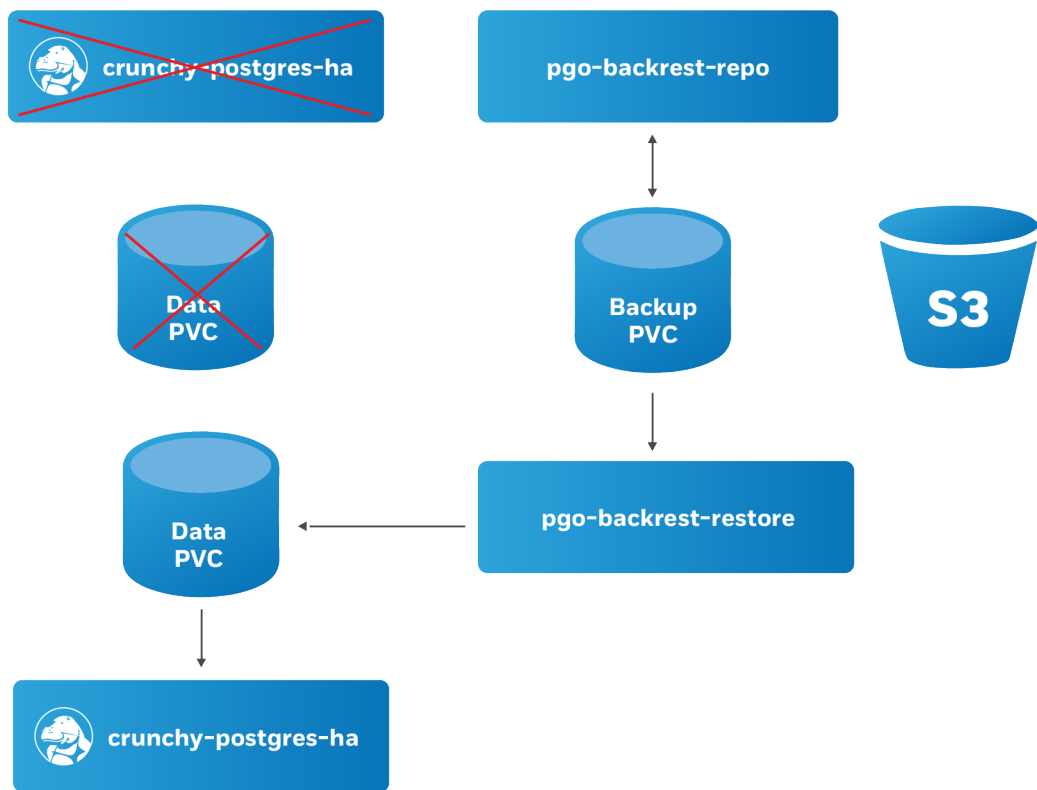 crunchy-postgres-ha
pgo-backrest-repo
Data
PVC
Backup
PVC
S3
Data
PVC
pgo-backrest-restore
crunchy-postgres-ha